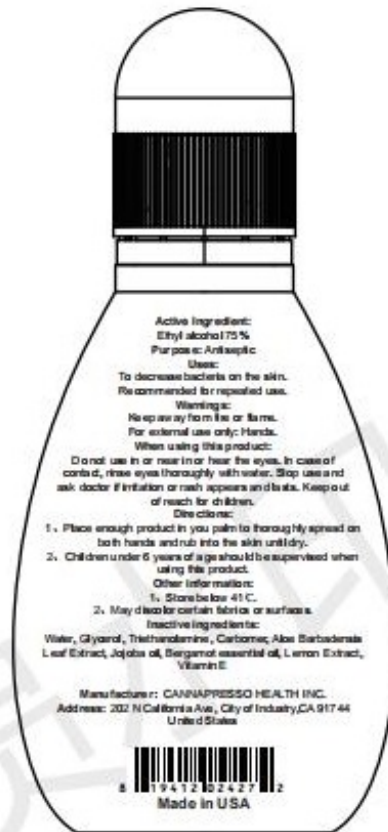 Active Ingredient:
Ethyl alcohol 75%
Purpose: Antiseptic
Uses:
To decrease bacteria on the skin.
Recommended for repeated use.
Warnings:
Keep away from fire or flame.
For external use only: Hands.
When using this product:
Do not use in or near in or hear the eyes. In case of
contact, rinse eyes thoroughly with water. Stop use and
ask doctor if irritation or rash appears and lasts. Keep out
of reach for children.
Directions:
1、Place enough product in you palm to thoroughly spread on
both hands and rub into the skin until dry.
2、Children under 6 years of age should be supervised when
using this product.
Other Information:
1、Store below 41C.
2、May discolor certain fabrics or surfaces.
Inactive Ingredients:
Water, Glycerol, Triethanolamine, Carbomer, Aloe Barbadensis
Leaf Extract, Jojoba oil, Bergamot essential oil, Lemon Extract,
Vitamin E
Manufacturer: CANNAPRESSO HEALTH INC.
Address: 202 N California Ave, City of Industry,CA 91744
United States
8 19412 02427 2
Made in USA